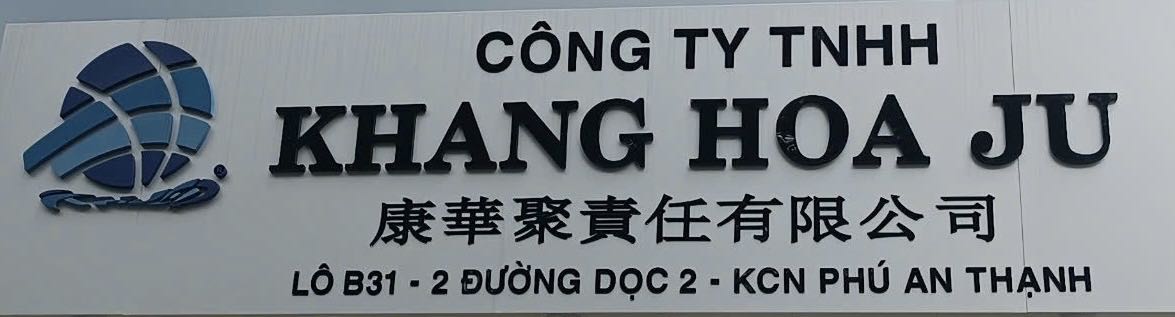 CÔNG TY TNHH
KHANG HOA JU
康華聚責任有限公司
LÔ B31 - 2 ĐƯỜNG DỌC 2 - KCN PHÚ AN THẠNH